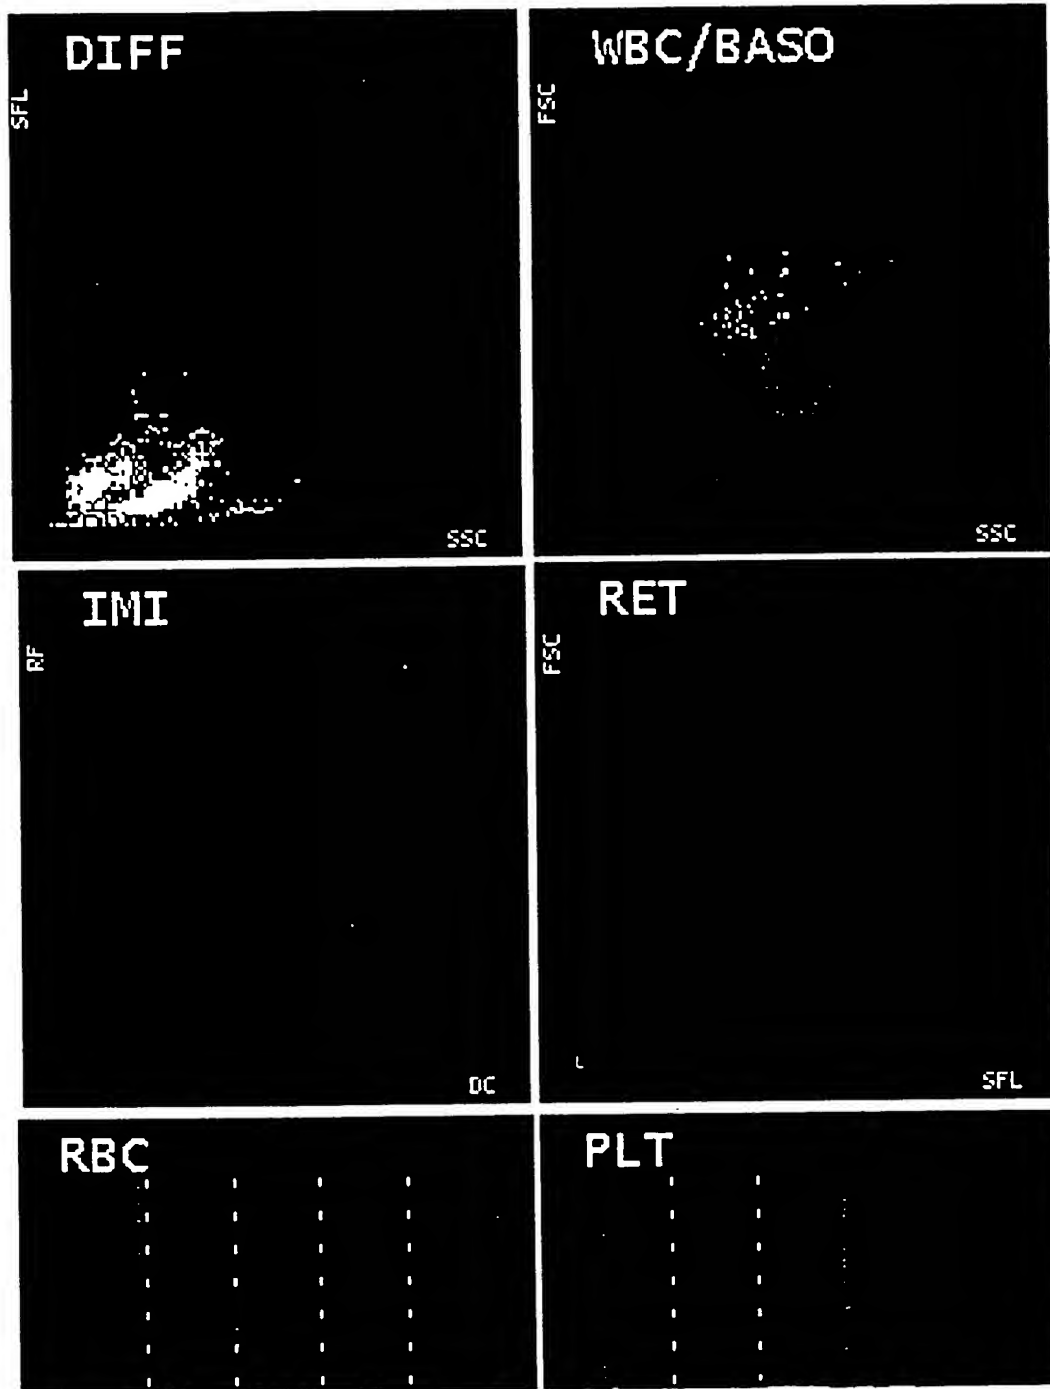 DIFF
SFL
SSC
WBC/BASO
FSC
SSC
IMI
RF
DC
RET
FSC
SFL
RBC
PLT